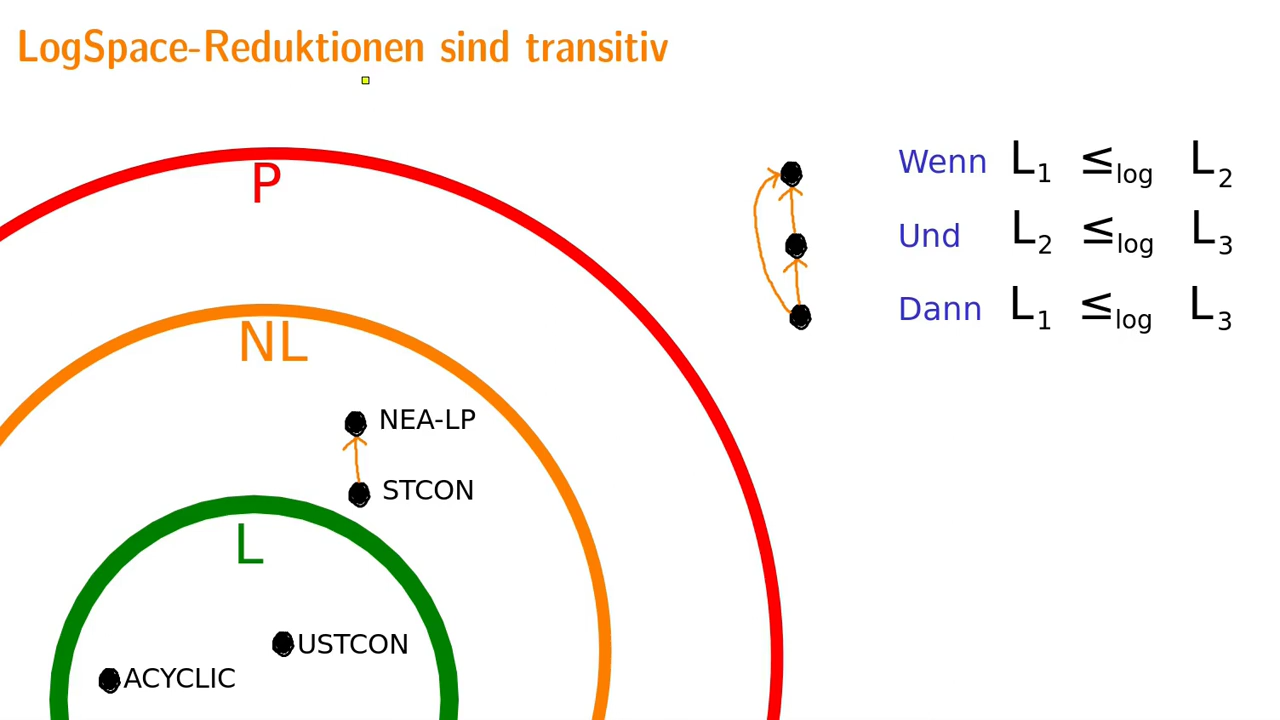 LogSpace-Reduktionen sind transitiv
P
NL
NEA-LP
STCON
L
USTCON
ACYCLIC
Wenn L₁ ≤log L₂
Und L₂ ≤log L₃
Dann L₁ ≤log L₃